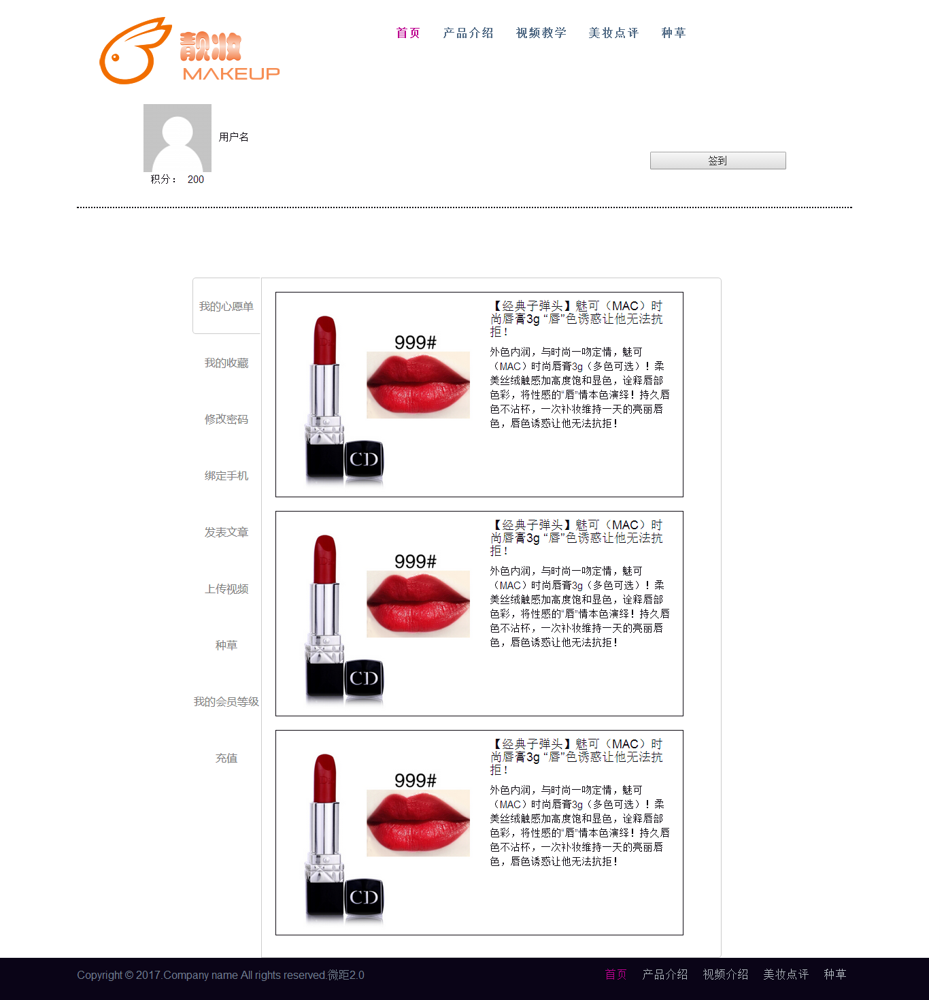 靓妆
MAKEUP
首页 产品介绍 视频教学 美妆点评 种草
用户名
签到
积分： 200
我的心愿单
我的收藏
修改密码
绑定手机
发表文章
上传视频
种草
我的会员等级
充值
999#
CD
【经典子弹头】魅可（MAC）时
尚唇膏3g “唇”色诱惑让他无法抗
拒！
外色内润，与时尚一吻定情，魅可
（MAC）时尚唇膏3g（多色可选）！柔
美丝绒触感加高度饱和显色，诠释唇部
色彩，将性感的“唇”情本色演绎！持久唇
色不沾杯，一次补妆维持一天的亮丽唇
色，唇色诱惑让他无法抗拒！
999#
CD
【经典子弹头】魅可（MAC）时
尚唇膏3g “唇”色诱惑让他无法抗
拒！
外色内润，与时尚一吻定情，魅可
（MAC）时尚唇膏3g（多色可选）！柔
美丝绒触感加高度饱和显色，诠释唇部
色彩，将性感的“唇”情本色演绎！持久唇
色不沾杯，一次补妆维持一天的亮丽唇
色，唇色诱惑让他无法抗拒！
999#
CD
【经典子弹头】魅可（MAC）时
尚唇膏3g “唇”色诱惑让他无法抗
拒！
外色内润，与时尚一吻定情，魅可
（MAC）时尚唇膏3g（多色可选）！柔
美丝绒触感加高度饱和显色，诠释唇部
色彩，将性感的“唇”情本色演绎！持久唇
色不沾杯，一次补妆维持一天的亮丽唇
色，唇色诱惑让他无法抗拒！
Copyright © 2017.Company name All rights reserved.微距2.0
首页 产品介绍 视频介绍 美妆点评 种草